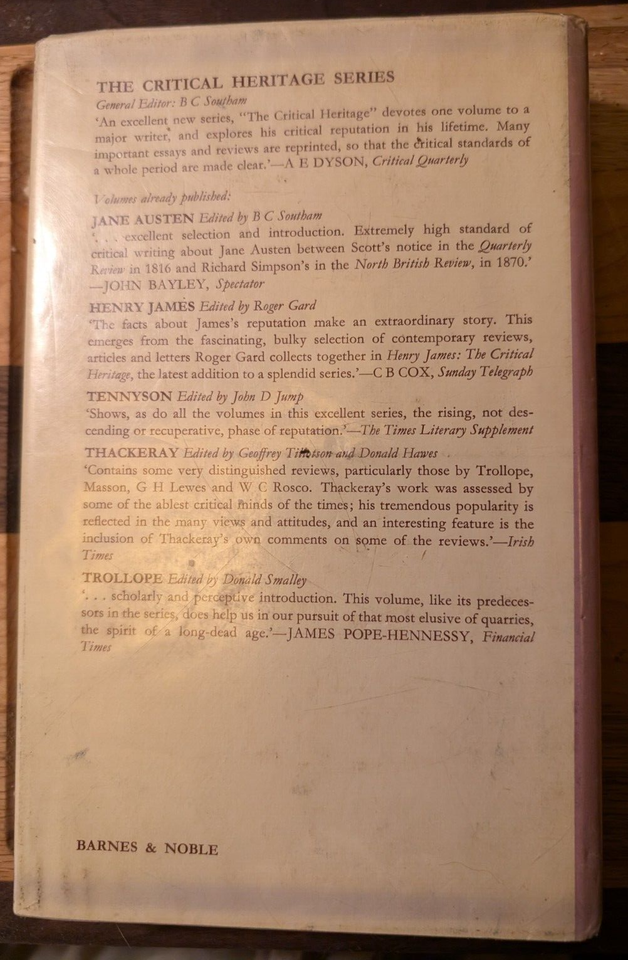 THE CRITICAL HERITAGE SERIES
General Editor: B C Southam
'An excellent new series, "The Critical Heritage" devotes one volume to a
major writer, and explores his critical reputation in his lifetime. Many
important essays and reviews are reprinted, so that the critical standards of
a whole period are made clear.'—A E DYSON, Critical Quarterly
Volumes already published:
JANE AUSTEN Edited by B C Southam
'. . . excellent selection and introduction. Extremely high standard of
critical writing about Jane Austen between Scott's notice in the Quarterly
Review in 1816 and Richard Simpson's in the North British Review, in 1870.'
—JOHN BAYLEY, Spectator
HENRY JAMES Edited by Roger Gard
'The facts about James's reputation make an extraordinary story. This
emerges from the fascinating, bulky selection of contemporary reviews,
articles and letters Roger Gard collects together in Henry James: The Critical
Heritage, the latest addition to a splendid series.'—C B COX, Sunday Telegraph
TENNYSON Edited by John D Jump
'Shows, as do all the volumes in this excellent series, the rising, not des-
cending or recuperative, phase of reputation.'—The Times Literary Supplement
THACKERAY Edited by Geoffrey Tillotson and Donald Hawes
'Contains some very distinguished reviews, particularly those by Trollope,
Masson, G H Lewes and W C Rosco. Thackeray's work was assessed by
some of the ablest critical minds of the times; his tremendous popularity is
reflected in the many views and attitudes, and an interesting feature is the
inclusion of Thackeray's own comments on some of the reviews.'—Irish
Times
TROLLOPE Edited by Donald Smalley
'. . . scholarly and perceptive introduction. This volume, like its predeces-
sors in the series, does help us in our pursuit of that most elusive of quarries,
the spirit of a long-dead age.'—JAMES POPE-HENNESSY, Financial
Times
BARNES & NOBLE